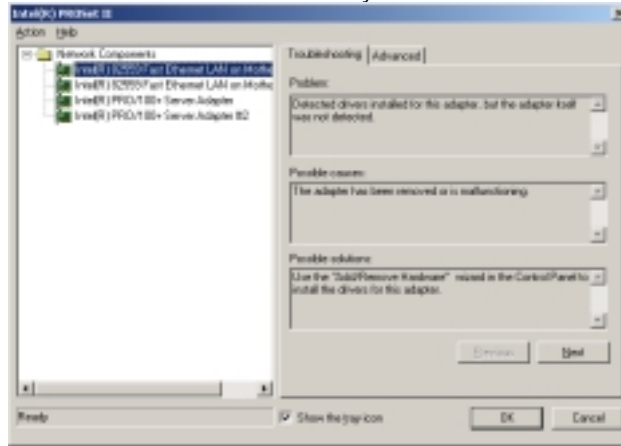 Intel(R) PROSet II
Action Help
Network Components
Intel(R) 82559 Fast Ethernet LAN on Mothe
Intel(R) 82559 Fast Ethernet LAN on Mothe
Intel(R) PRO/100+ Server Adapter
Intel(R) PRO/100+ Server Adapter #2
Troubleshooting Advanced
Problem:
Detected drivers installed for this adapter, but the adapter itself
was not detected.
Possible causes:
The adapter has been removed or is malfunctioning.
Possible solutions:
Use the "Add/Remove Hardware" wizard in the Control Panel to
install the drivers for this adapter.
Previous Next
Ready
Show the tray icon
OK Cancel